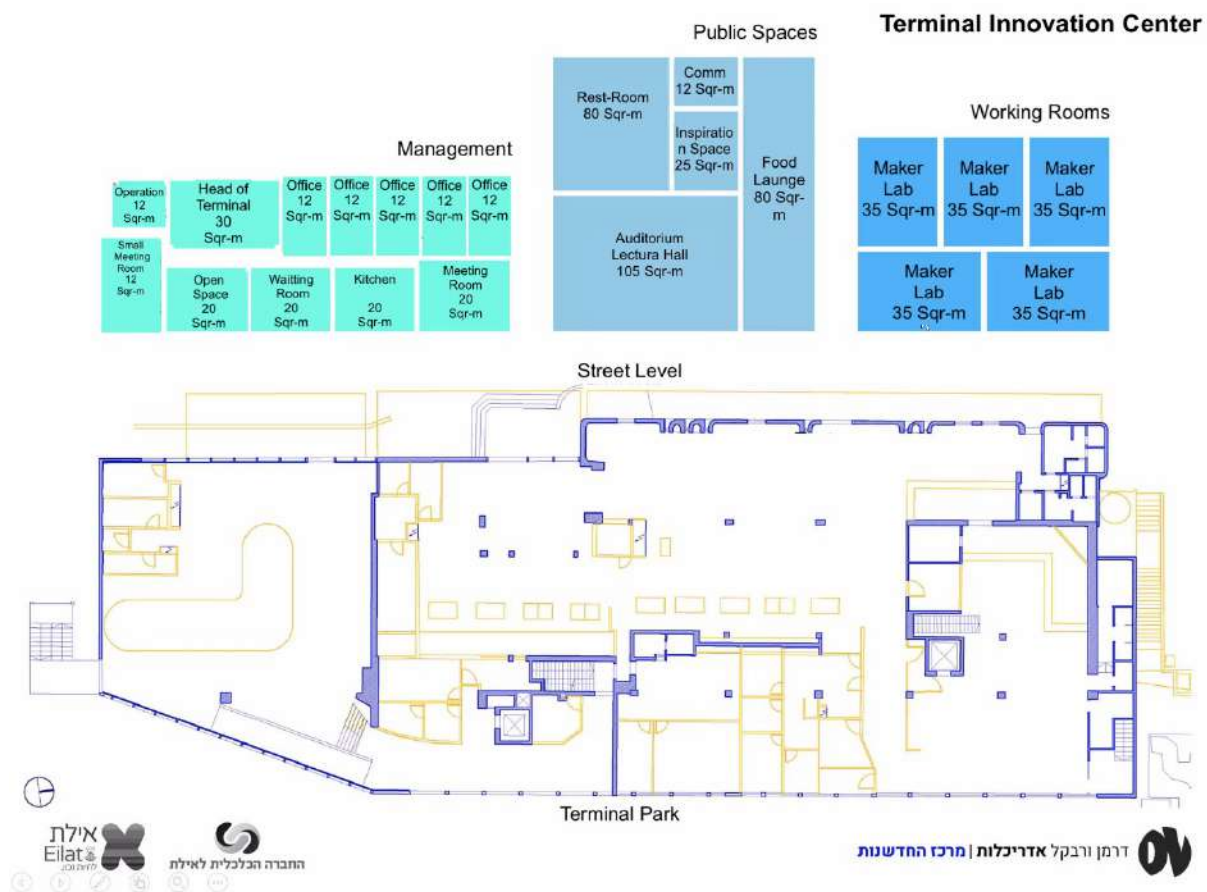 Terminal Innovation Center
Public Spaces
Rest-Room
80 Sqr-m
Comm
12 Sqr-m
Inspiratio
n Space
25 Sqr-m
Food
Launge
80 Sqr-
m
Auditorium
Lectura Hall
105 Sqr-m
Working Rooms
Maker
Lab
35 Sqr-m
Maker
Lab
35 Sqr-m
Maker
Lab
35 Sqr-m
Maker
Lab
35 Sqr-m
Maker
Lab
35 Sqr-m
Management
Operation
12
Sqr-m
Head of
Terminal
30
Sqr-m
Office
12
Sqr-m
Office
12
Sqr-m
Office
12
Sqr-m
Office
12
Sqr-m
Office
12
Sqr-m
Small
Meeting
Room
12
Sqr-m
Open
Space
20
Sqr-m
Waitting
Room
20
Sqr-m
Kitchen
20
Sqr-m
Meeting
Room
20
Sqr-m
Street Level
Terminal Park
אילת
Eilat
החברה הכלכלית לאילת
דרמן ורבקל אדריכלות | מרכז החדשנות